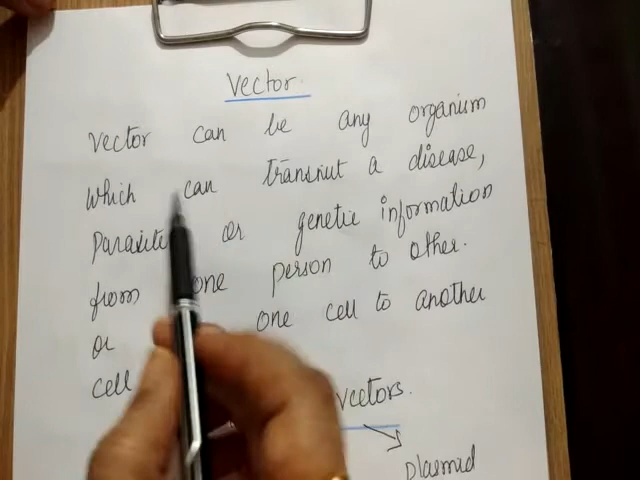 Vector.
Vector can be any organism
which can transmit a disease,
Parasite or genetic information
from one person to other.
or one cell to another
cell vectors.
plasmid